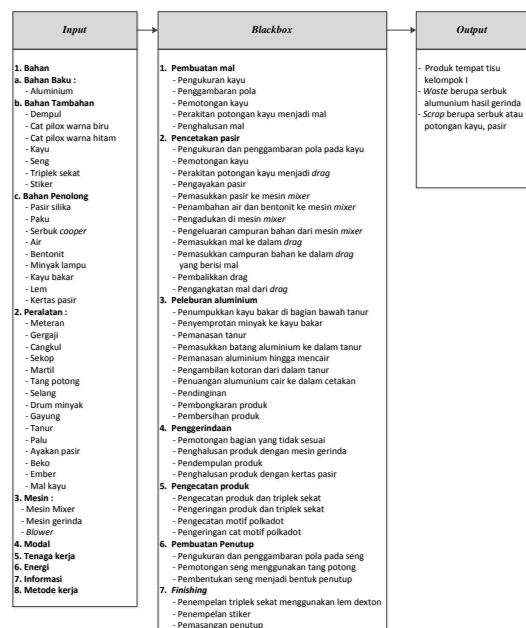 Input
Blackbox
Output
1. Bahan
a. Bahan Baku :
- Aluminium
b. Bahan Tambahan
- Dempul
- Cat pilox warna biru
- Cat pilox warna hitam
- Kayu
- Seng
- Triplek sekat
- Stiker
c. Bahan Penolong
- Pasir silika
- Paku
- Serbuk cooper
- Air
- Bentonit
- Minyak lampu
- Kayu bakar
- Lem
- Kertas pasir
2. Peralatan :
- Meteran
- Gergaji
- Cangkul
- Sekop
- Martil
- Tang potong
- Selang
- Drum minyak
- Gayung
- Tanur
- Palu
- Ayakan pasir
- Beko
- Ember
- Mal kayu
3. Mesin :
- Mesin Mixer
- Mesin gerinda
- Blower
4. Modal
5. Tenaga kerja
6. Energi
7. Informasi
8. Metode kerja
1. Pembuatan mal
- Pengukuran kayu
- Penggambaran pola
- Pemotongan kayu
- Perakitan potongan kayu menjadi mal
- Penghalusan mal
2. Pencetakan pasir
- Pengukuran dan penggambaran pola pada kayu
- Pemotongan kayu
- Perakitan potongan kayu menjadi drag
- Pengayakan pasir
- Pemasukkan pasir ke mesin mixer
- Penambahan air dan bentonit ke mesin mixer
- Pengadukan di mesin mixer
- Pengeluaran campuran bahan dari mesin mixer
- Pemasukkan mal ke dalam drag
- Pemasukkan campuran bahan ke dalam drag
yang berisi mal
- Pembalikkan drag
- Pengangkatan mal dari drag
3. Peleburan aluminium
- Penumpukkan kayu bakar di bagian bawah tanur
- Penyemprotan minyak ke kayu bakar
- Pemanasan tanur
- Pemasukkan batang aluminium ke dalam tanur
- Pemanasan aluminium hingga mencair
- Pengambilan kotoran dari dalam tanur
- Penuangan alumunium cair ke dalam cetakan
- Pendinginan
- Pembongkaran produk
- Pembersihan produk
4. Penggerindaan
- Pemotongan bagian yang tidak sesuai
- Penghalusan produk dengan mesin gerinda
- Pendempulan produk
- Penghalusan produk dengan kertas pasir
5. Pengecatan produk
- Pengecatan produk dan triplek sekat
- Pengeringan produk dan triplek sekat
- Pengecatan motif polkadot
- Pengeringan cat motif polkadot
6. Pembuatan Penutup
- Pengukuran dan penggambaran pola pada seng
- Pemotongan seng menggunakan tang potong
- Pembentukan seng menjadi bentuk penutup
7. Finishing
- Penempelan triplek sekat menggunakan lem dexton
- Penempelan stiker
- Pemasangan penutup
- Produk tempat tisu
kelompok I
- Waste berupa serbuk
alumunium hasil gerinda
- Scrap berupa serbuk atau
potongan kayu, pasir